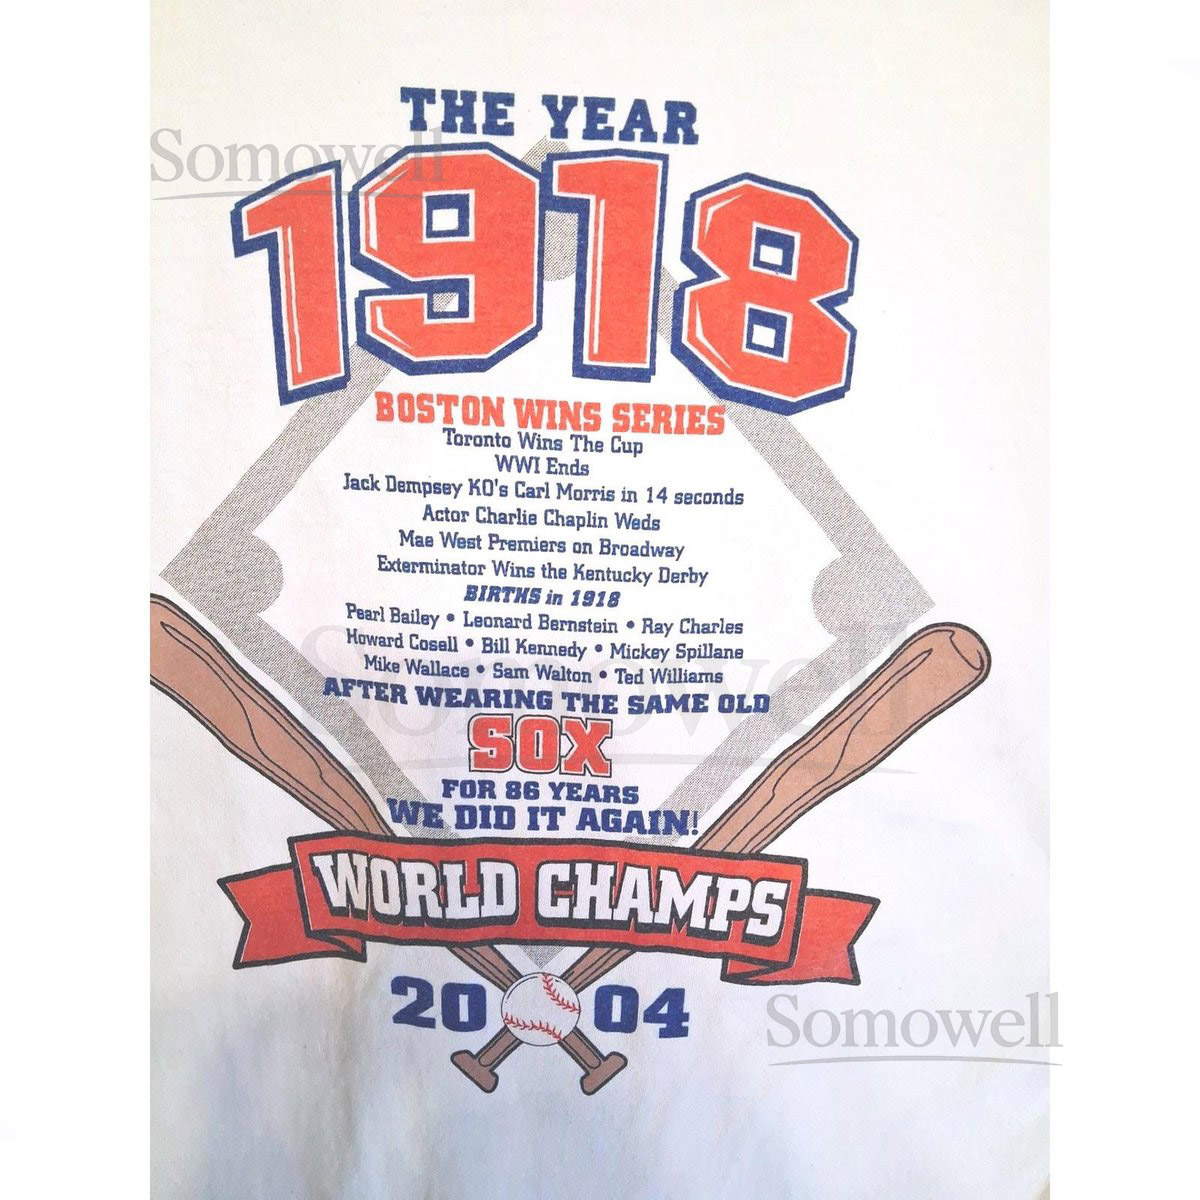 THE YEAR
Somowell
1918
BOSTON WINS SERIES
Toronto Wins The Cup
WWI Ends
Jack Dempsey KO's Carl Morris in 14 seconds
Actor Charlie Chaplin Weds
Mae West Premiers on Broadway
Exterminator Wins the Kentucky Derby
BIRTHS in 1918
Pearl Bailey • Leonard Bernstein • Ray Charles
Howard Cosell • Bill Kennedy • Mickey Spillane
Somowell
Mike Wallace • Sam Walton • Ted Williams
AFTER WEARING THE SAME OLD
SOX
FOR 86 YEARS
WE DID IT AGAIN!
WORLD CHAMPS
2004
Somowell